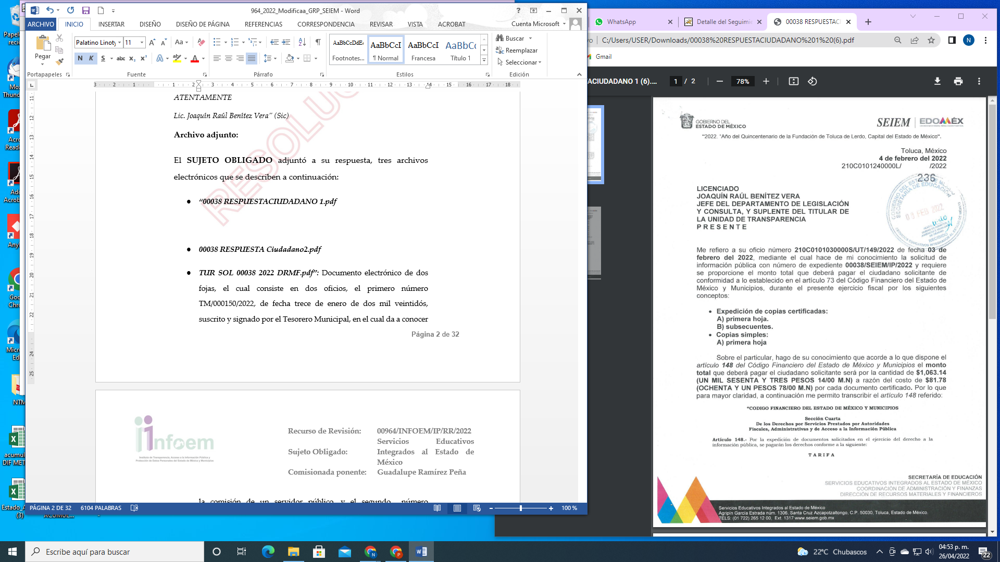 964_2022_Modificaa_GRP_SEIEM - Word
ARCHIVO INICIO INSERTAR DISEÑO DISEÑO DE PÁGINA REFERENCIAS CORRESPONDENCIA REVISAR VISTA ACROBAT Cuenta Microsoft
Pegar
Palatino Linoty 11
Portapapeles Fuente Párrafo Estilos Edición
AaBbCcDdEe AaBbCcI AaBbCcI AaBbCc
Footnotes... ¶ Normal Francesa Título 1
Buscar
Reemplazar
Seleccionar
ATENTAMENTE
Lic. Joaquín Raúl Benítez Vera” (Sic)
Archivo adjunto:
El SUJETO OBLIGADO adjuntó a su respuesta, tres archivos
electrónicos que se describen a continuación:
● “00038 RESPUESTACIUDADANO 1.pdf
● 00038 RESPUESTA Ciudadano2.pdf
● TUR SOL 00038 2022 DRMF.pdf”: Documento electrónico de dos
fojas, el cual consiste en dos oficios, el primero número
TM/000150/2022, de fecha trece de enero de dos mil veintidós,
suscrito y signado por el Tesorero Municipal, en el cual da a conocer
Página 2 de 32
infoem
Instituto de Transparencia, Acceso a la Información Pública y
Protección de Datos Personales del Estado de México y Municipios
Recurso de Revisión: 00964/INFOEM/IP/RR/2022
Sujeto Obligado: Servicios Educativos
Integrados al Estado de
México
Comisionada ponente: Guadalupe Ramírez Peña
la comisión de un servidor público, y el segundo, número
PÁGINA 2 DE 32 6104 PALABRAS 100 %
WhatsApp
Detalle del Seguimie
00038 RESPUESTACI
C:/Users/USER/Downloads/00038%20RESPUESTACIUDADANO%201%20(6).pdf
N
Gmail
ACIUDADANO 1 (6)....
1 / 2
78%
GOBIERNO DEL
ESTADO DE MÉXICO
SEIEM EDOMÉX
"2022. "Año del Quincentenario de la Fundación de Toluca de Lerdo, Capital del Estado de México".
Toluca, México
4 de febrero del 2022
210C0101240000L/ /2022
236
03 FEB 2022
RECIBIDO
LICENCIADO
JOAQUÍN RAÚL BENÍTEZ VERA
JEFE DEL DEPARTAMENTO DE LEGISLACIÓN
Y CONSULTA, Y SUPLENTE DEL TITULAR DE
LA UNIDAD DE TRANSPARENCIA
P R E S E N T E
Me refiero a su oficio número 210C0101030000S/UT/149/2022 de fecha 03 de
febrero del 2022, mediante el cual hace de mi conocimiento la solicitud de
información pública con número de expediente 00038/SEIEM/IP/2022 y requiere
se proporcione el monto total que deberá pagar el ciudadano solicitante de
conformidad a lo establecido en el artículo 73 del Código Financiero del Estado de
México y Municipios, durante el presente ejercicio fiscal por los siguientes
conceptos:
• Expedición de copias certificadas:
A) primera hoja.
B) subsecuentes.
• Copias simples:
A) primera hoja
Sobre el particular, hago de su conocimiento que acorde a lo que dispone el
artículo 148 del Código Financiero del Estado de México y Municipios el monto
total que deberá pagar el ciudadano solicitante será por la cantidad de $1,063.14
(UN MIL SESENTA Y TRES PESOS 14/00 M.N) a razón del costo de $81.78
(OCHENTA Y UN PESOS 78/00 M.N) por cada documento certificado. Por lo que
para mayor claridad, a continuación me permito transcribir el artículo 148 referido:
“CODIGO FINANCIERO DEL ESTADO DE MÉXICO Y MUNICIPIOS
Sección Cuarta
De los Derechos por Servicios Prestados por Autoridades
Fiscales, Administrativas y de Acceso a la Información Pública
Artículo 148.- Por la expedición de documentos solicitados en el ejercicio del derecho a la
información pública, se pagarán los derechos conforme a la siguiente:
T A R I F A
SECRETARÍA DE EDUCACIÓN
SERVICIOS EDUCATIVOS INTEGRADOS AL ESTADO DE MÉXICO
COORDINACIÓN DE ADMINISTRACIÓN Y FINANZAS
DIRECCIÓN DE RECURSOS MATERIALES Y FINANCIEROS
Servicios Educativos Integrados al Estado de México
Agripín García Estrada núm. 1306, Santa Cruz Azcapotzaltongo, C.P. 50030, Toluca, Estado de México.
TELS: (01 722) 265 12 00, Ext. 1317 www.seiem.gob.mx
Escribe aquí para buscar
22°C Chubascos
04:53 p. m.
26/04/2022
22